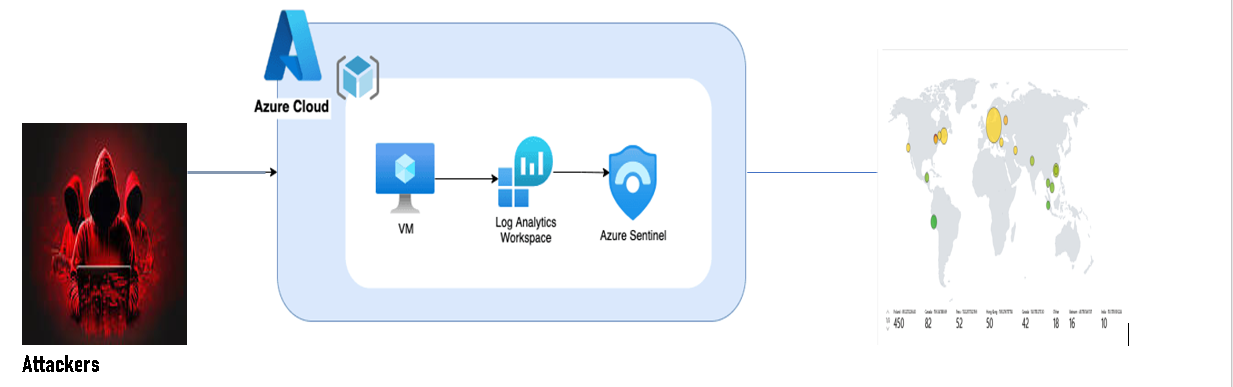 Azure Cloud
VM
Log Analytics
Workspace
Azure Sentinel
450 82 52 50 42 18 16 10
Attackers